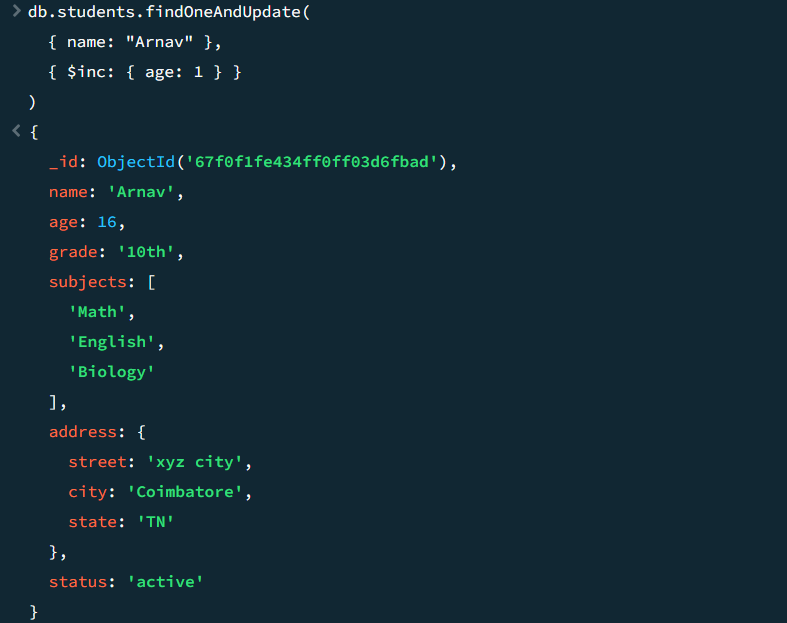 > db.students.findOneAndUpdate(
{ name: "Arnav" },
{ $inc: { age: 1 } }
)
< {
_id: ObjectId('67f0f1fe434ff0ff03d6fbad'),
name: 'Arnav',
age: 16,
grade: '10th',
subjects: [
'Math',
'English',
'Biology'
],
address: {
street: 'xyz city',
city: 'Coimbatore',
state: 'TN'
},
status: 'active'
}